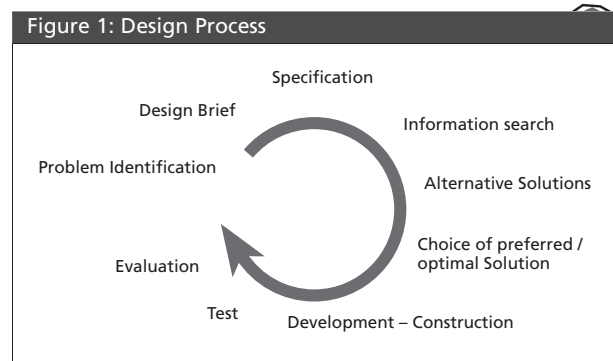 Figure 1: Design Process
Specification
Design Brief
Information search
Problem Identification
Alternative Solutions
Choice of preferred /
optimal Solution
Evaluation
Test
Development – Construction